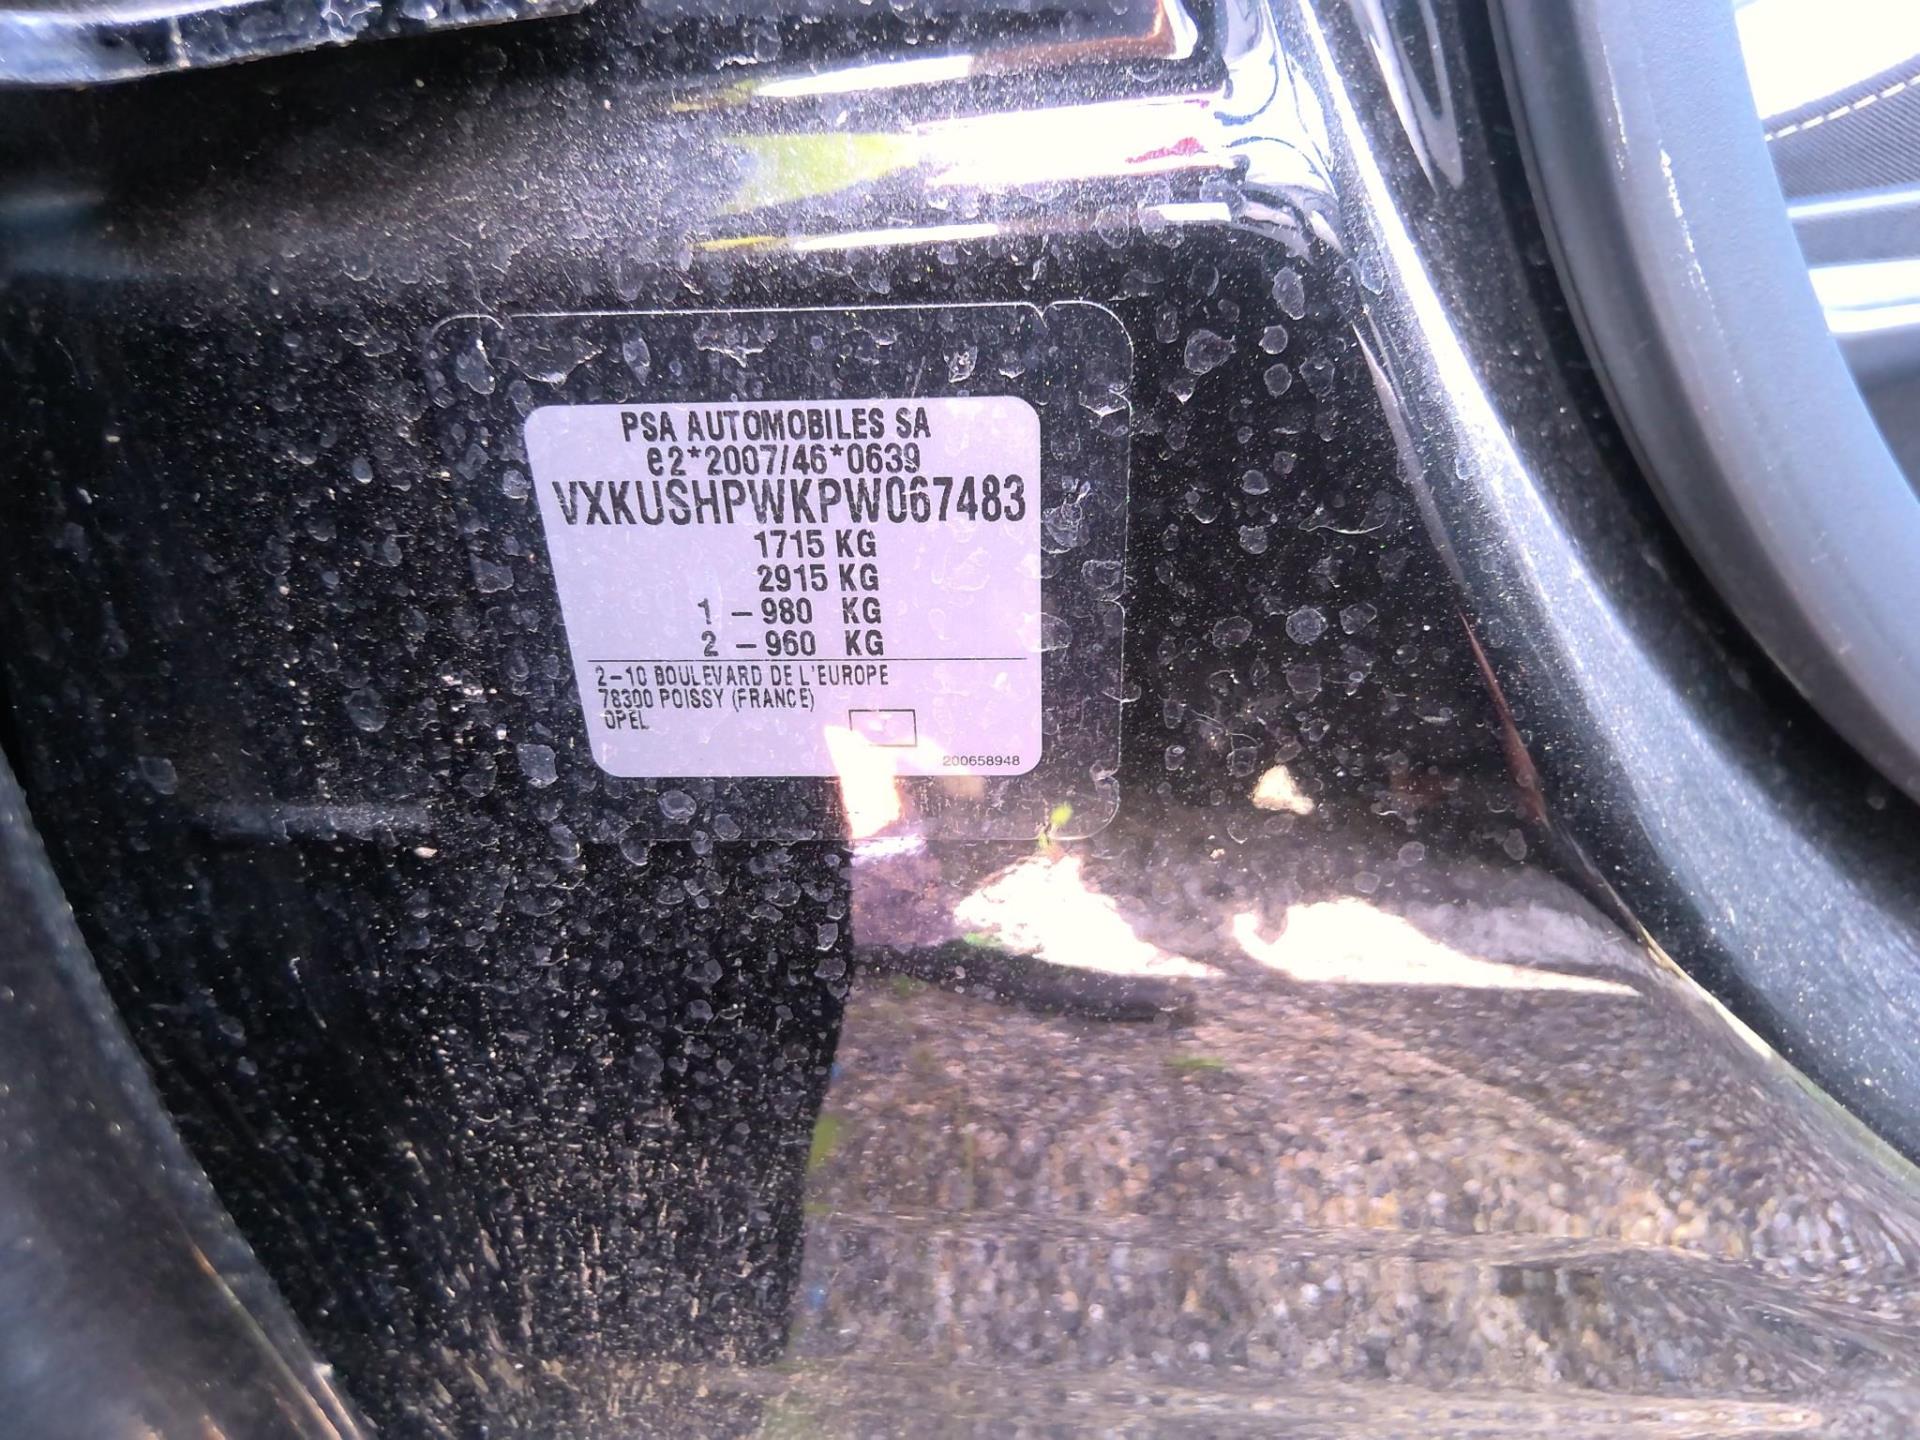 PSA AUTOMOBILES SA
e2*2007/46*0639
VXKUSHPWKPW067483
1715 KG
2915 KG
1 – 980 KG
2 – 960 KG
2-10 BOULEVARD DE L'EUROPE
78300 POISSY (FRANCE)
OPEL
200658948